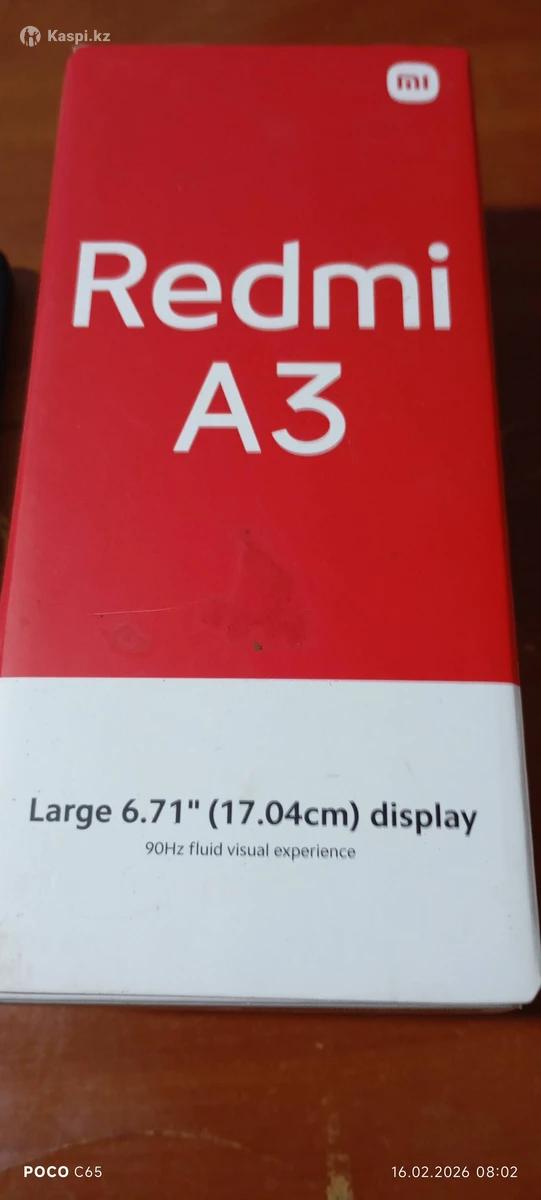 Kaspi.kz
mi
Redmi
A3
Large 6.71" (17.04cm) display
90Hz fluid visual experience
POCO C65
16.02.2026 08:02